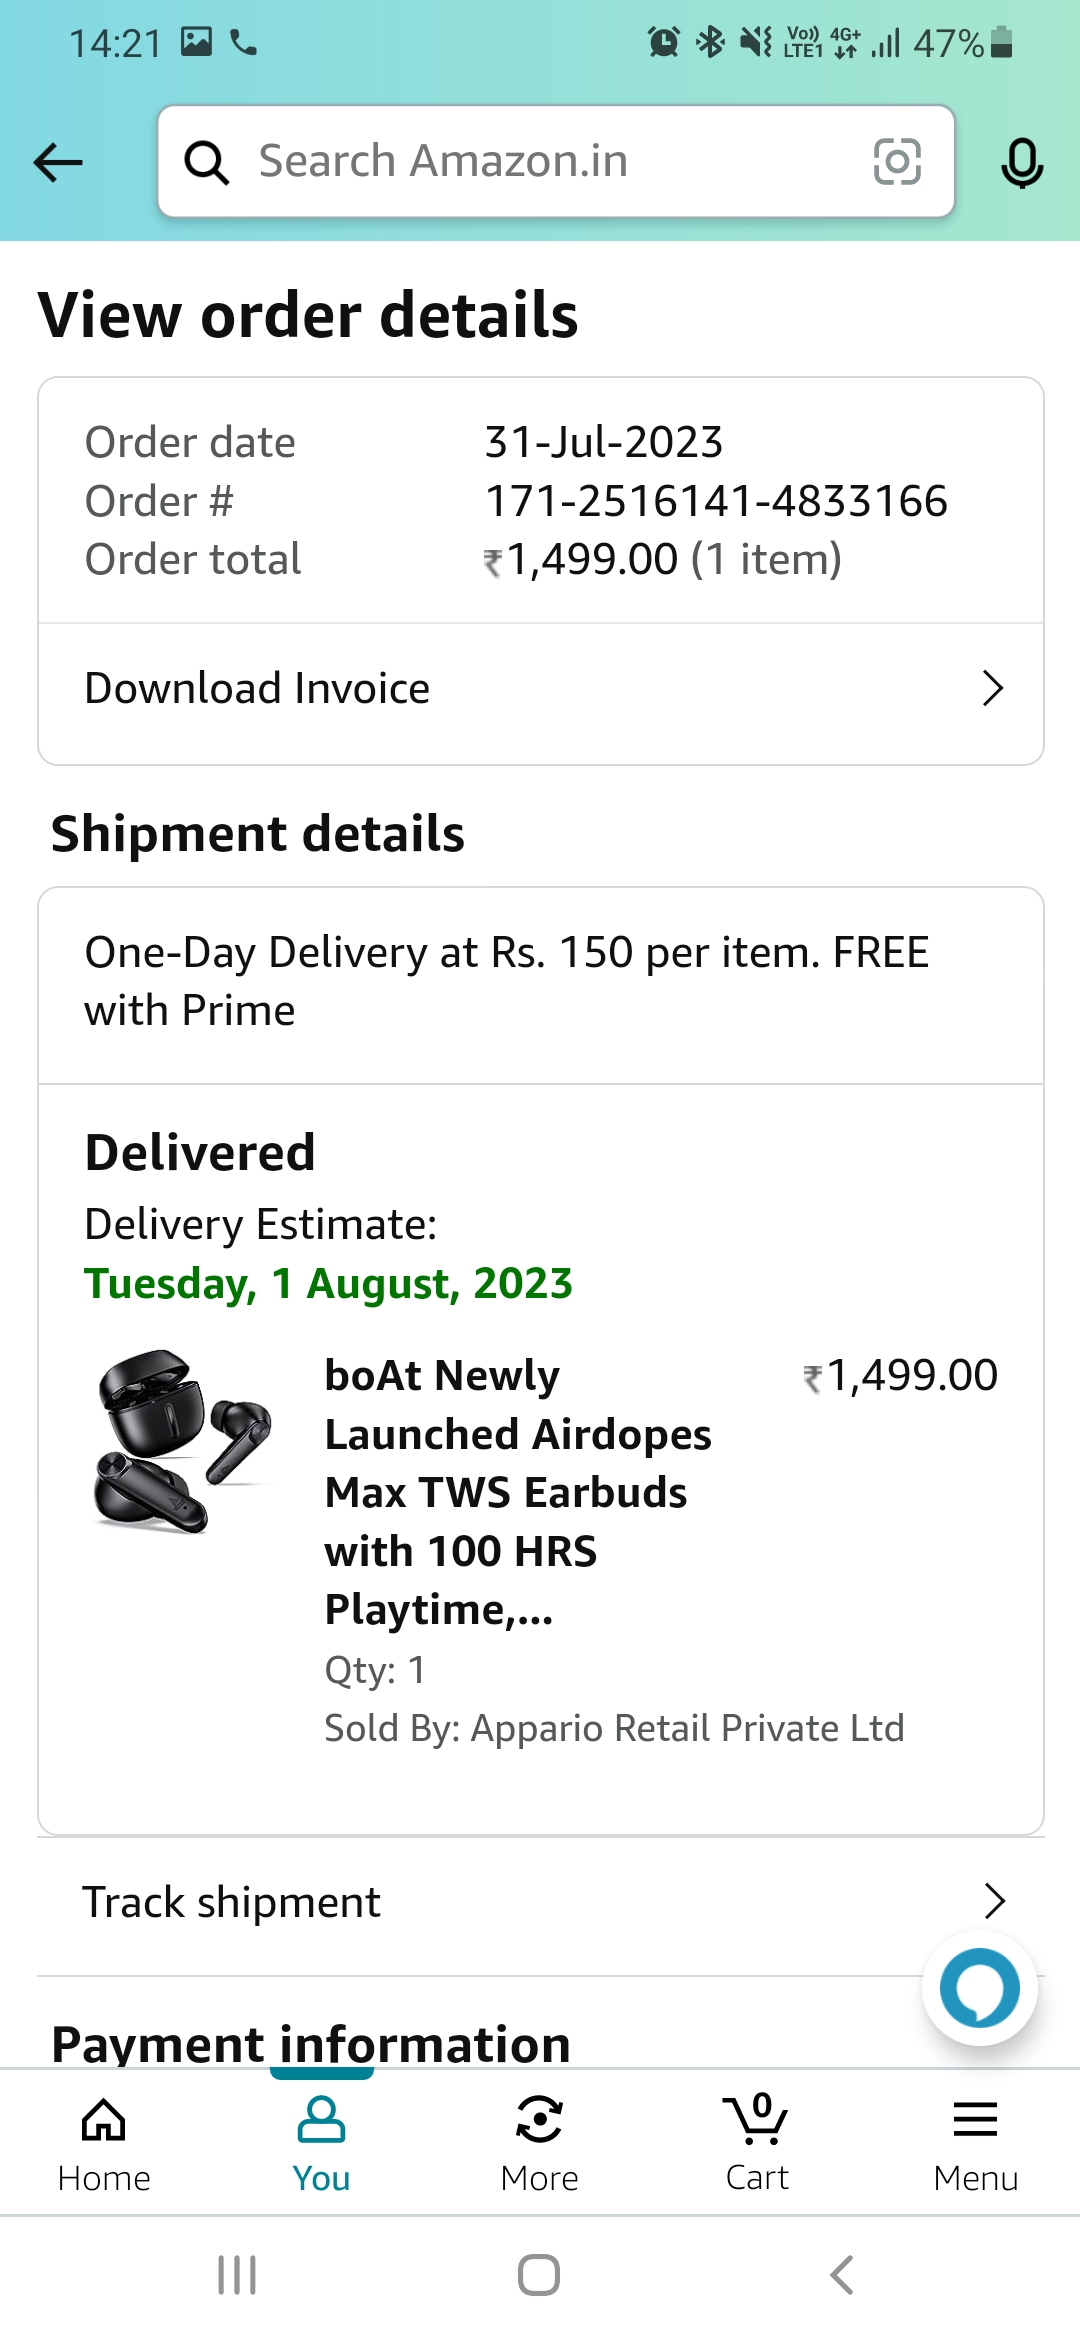 14:21 Vo)) LTE1 4G+ 47%
Search Amazon.in
View order details
Order date 31-Jul-2023
Order # 171-2516141-4833166
Order total ₹1,499.00 (1 item)
Download Invoice
Shipment details
One-Day Delivery at Rs. 150 per item. FREE
with Prime
Delivered
Delivery Estimate:
Tuesday, 1 August, 2023
boAt Newly ₹1,499.00
Launched Airdopes
Max TWS Earbuds
with 100 HRS
Playtime,...
Qty: 1
Sold By: Appario Retail Private Ltd
Track shipment
Payment information
0
Home You More Cart Menu